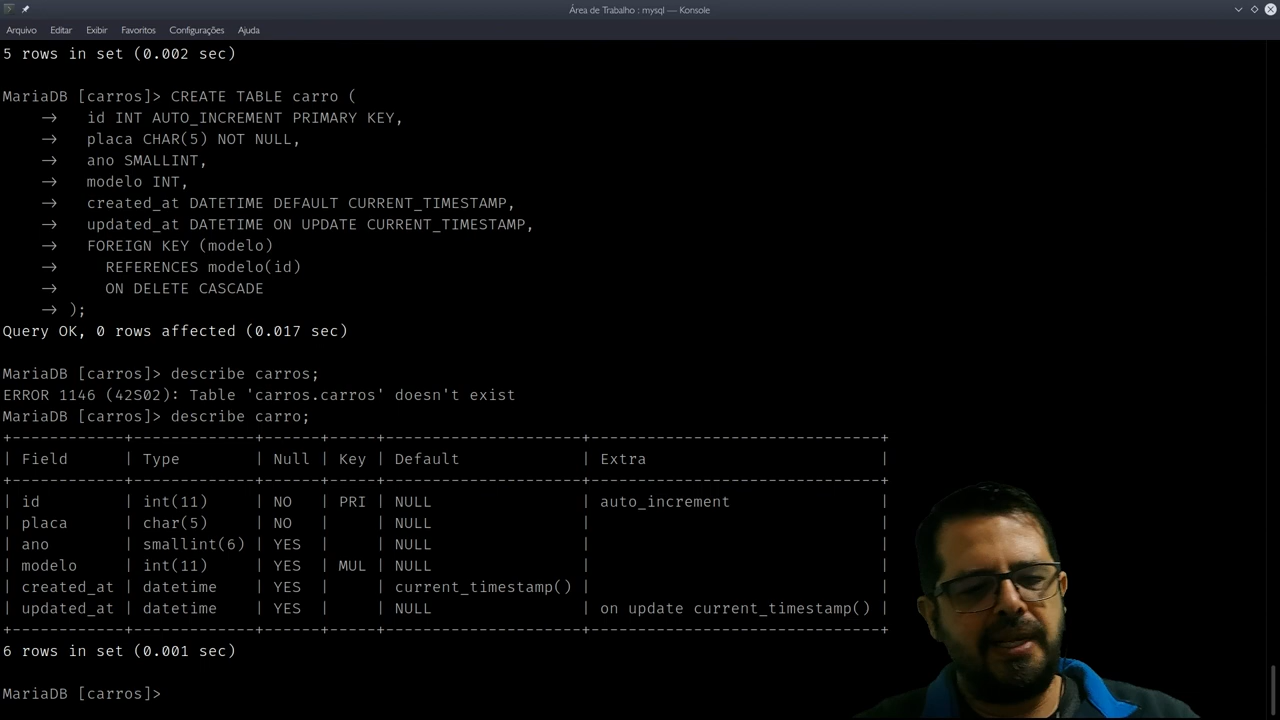 Área de Trabalho : mysql — Konsole
Arquivo Editar Exibir Favoritos Configurações Ajuda
5 rows in set (0.002 sec)
MariaDB [carros]> CREATE TABLE carro (
→ id INT AUTO_INCREMENT PRIMARY KEY,
→ placa CHAR(5) NOT NULL,
→ ano SMALLINT,
→ modelo INT,
→ created_at DATETIME DEFAULT CURRENT_TIMESTAMP,
→ updated_at DATETIME ON UPDATE CURRENT_TIMESTAMP,
→ FOREIGN KEY (modelo)
→ REFERENCES modelo(id)
→ ON DELETE CASCADE
→ );
Query OK, 0 rows affected (0.017 sec)
MariaDB [carros]> describe carros;
ERROR 1146 (42S02): Table 'carros.carros' doesn't exist
MariaDB [carros]> describe carro;
+------------+-------------+------+-----+---------------------+-------------------------------+
| Field | Type | Null | Key | Default | Extra |
+------------+-------------+------+-----+---------------------+-------------------------------+
| id | int(11) | NO | PRI | NULL | auto_increment |
| placa | char(5) | NO | | NULL | |
| ano | smallint(6) | YES | | NULL | |
| modelo | int(11) | YES | MUL | NULL | |
| created_at | datetime | YES | | current_timestamp() | |
| updated_at | datetime | YES | | NULL | on update current_timestamp() |
+------------+-------------+------+-----+---------------------+-------------------------------+
6 rows in set (0.001 sec)
MariaDB [carros]>